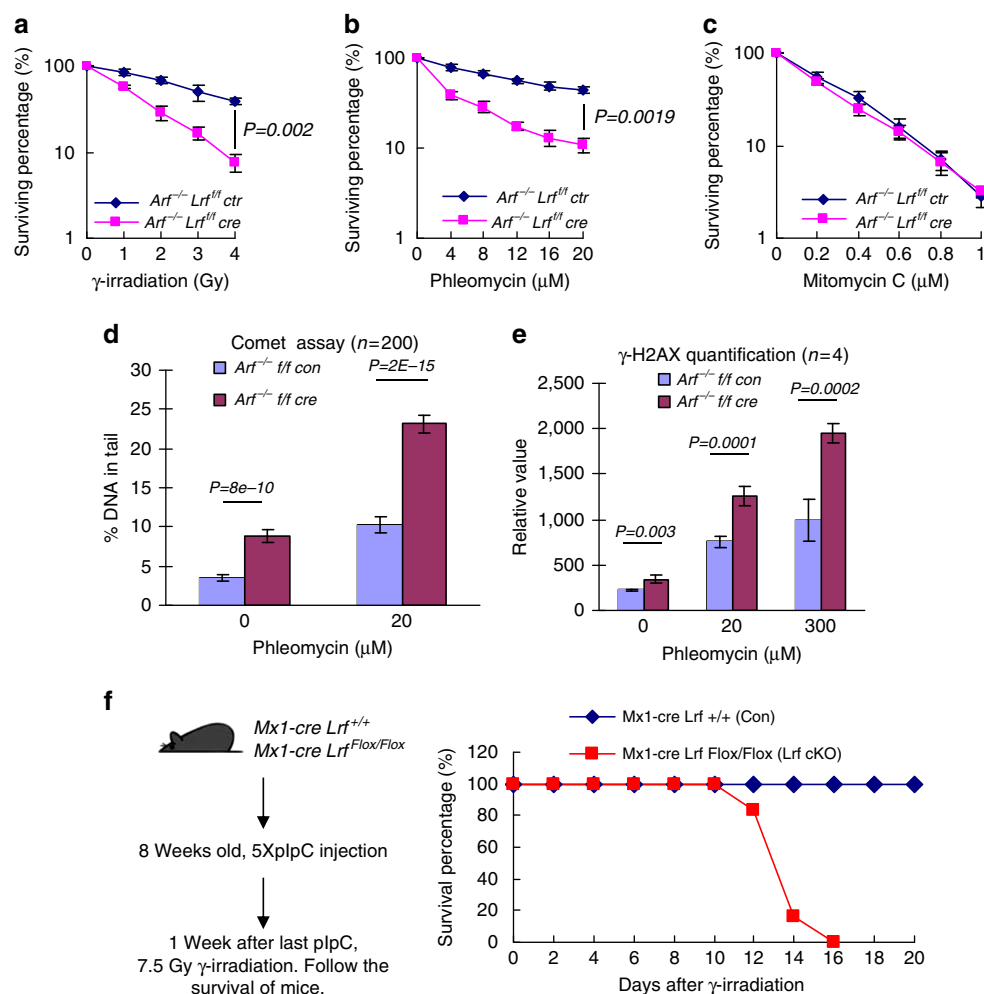 a
Surviving percentage (%)
100
10
1
P=0.002
Arf−/− Lrf f/f ctr
Arf−/− Lrf f/f cre
0 1 2 3 4
γ-irradiation (Gy)
b
Surviving percentage (%)
100
10
1
P=0.0019
Arf−/− Lrf f/f ctr
Arf−/− Lrf f/f cre
0 4 8 12 16 20
Phleomycin (μM)
c
Surviving percentage (%)
100
10
1
Arf−/− Lrf f/f ctr
Arf−/− Lrf f/f cre
0 0.2 0.4 0.6 0.8 1
Mitomycin C (μM)
d
Comet assay (n=200)
Arf−/− f/f con
Arf−/− f/f cre
P=2E−15
P=8e−10
% DNA in tail
30
25
20
15
10
5
0
0 20
Phleomycin (μM)
e
γ-H2AX quantification (n=4)
Arf−/− f/f con
Arf−/− f/f cre
P=0.0002
P=0.0001
P=0.003
Relative value
2,500
2,000
1,500
1,000
500
0
0 20 300
Phleomycin (μM)
f
Mx1-cre Lrf+/+
Mx1-cre LrfFlox/Flox
8 Weeks old, 5XpIpC injection
1 Week after last pIpC,
7.5 Gy γ-irradiation. Follow the
survival of mice.
Mx1-cre Lrf +/+ (Con)
Mx1-cre Lrf Flox/Flox (Lrf cKO)
Survival percentage (%)
120
100
80
60
40
20
0
0 2 4 6 8 10 12 14 16 18 20
Days after γ-irradiation